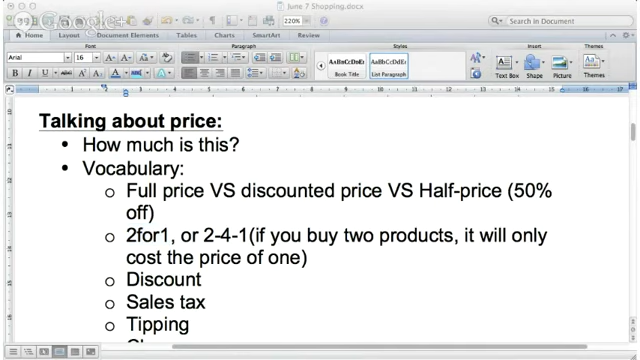 Google+
June 7 Shopping.docx
220%
Search in Document
Home Layout Document Elements Tables Charts SmartArt Review
Font Paragraph Styles Insert Themes
Arial 16
AaBbCcDdEe AaBbCcDdEe
Book Title List Paragraph
Text Box Shape Picture Themes
Talking about price:
• How much is this?
• Vocabulary:
o Full price VS discounted price VS Half-price (50%
off)
o 2for1, or 2-4-1(if you buy two products, it will only
cost the price of one)
o Discount
o Sales tax
o Tipping